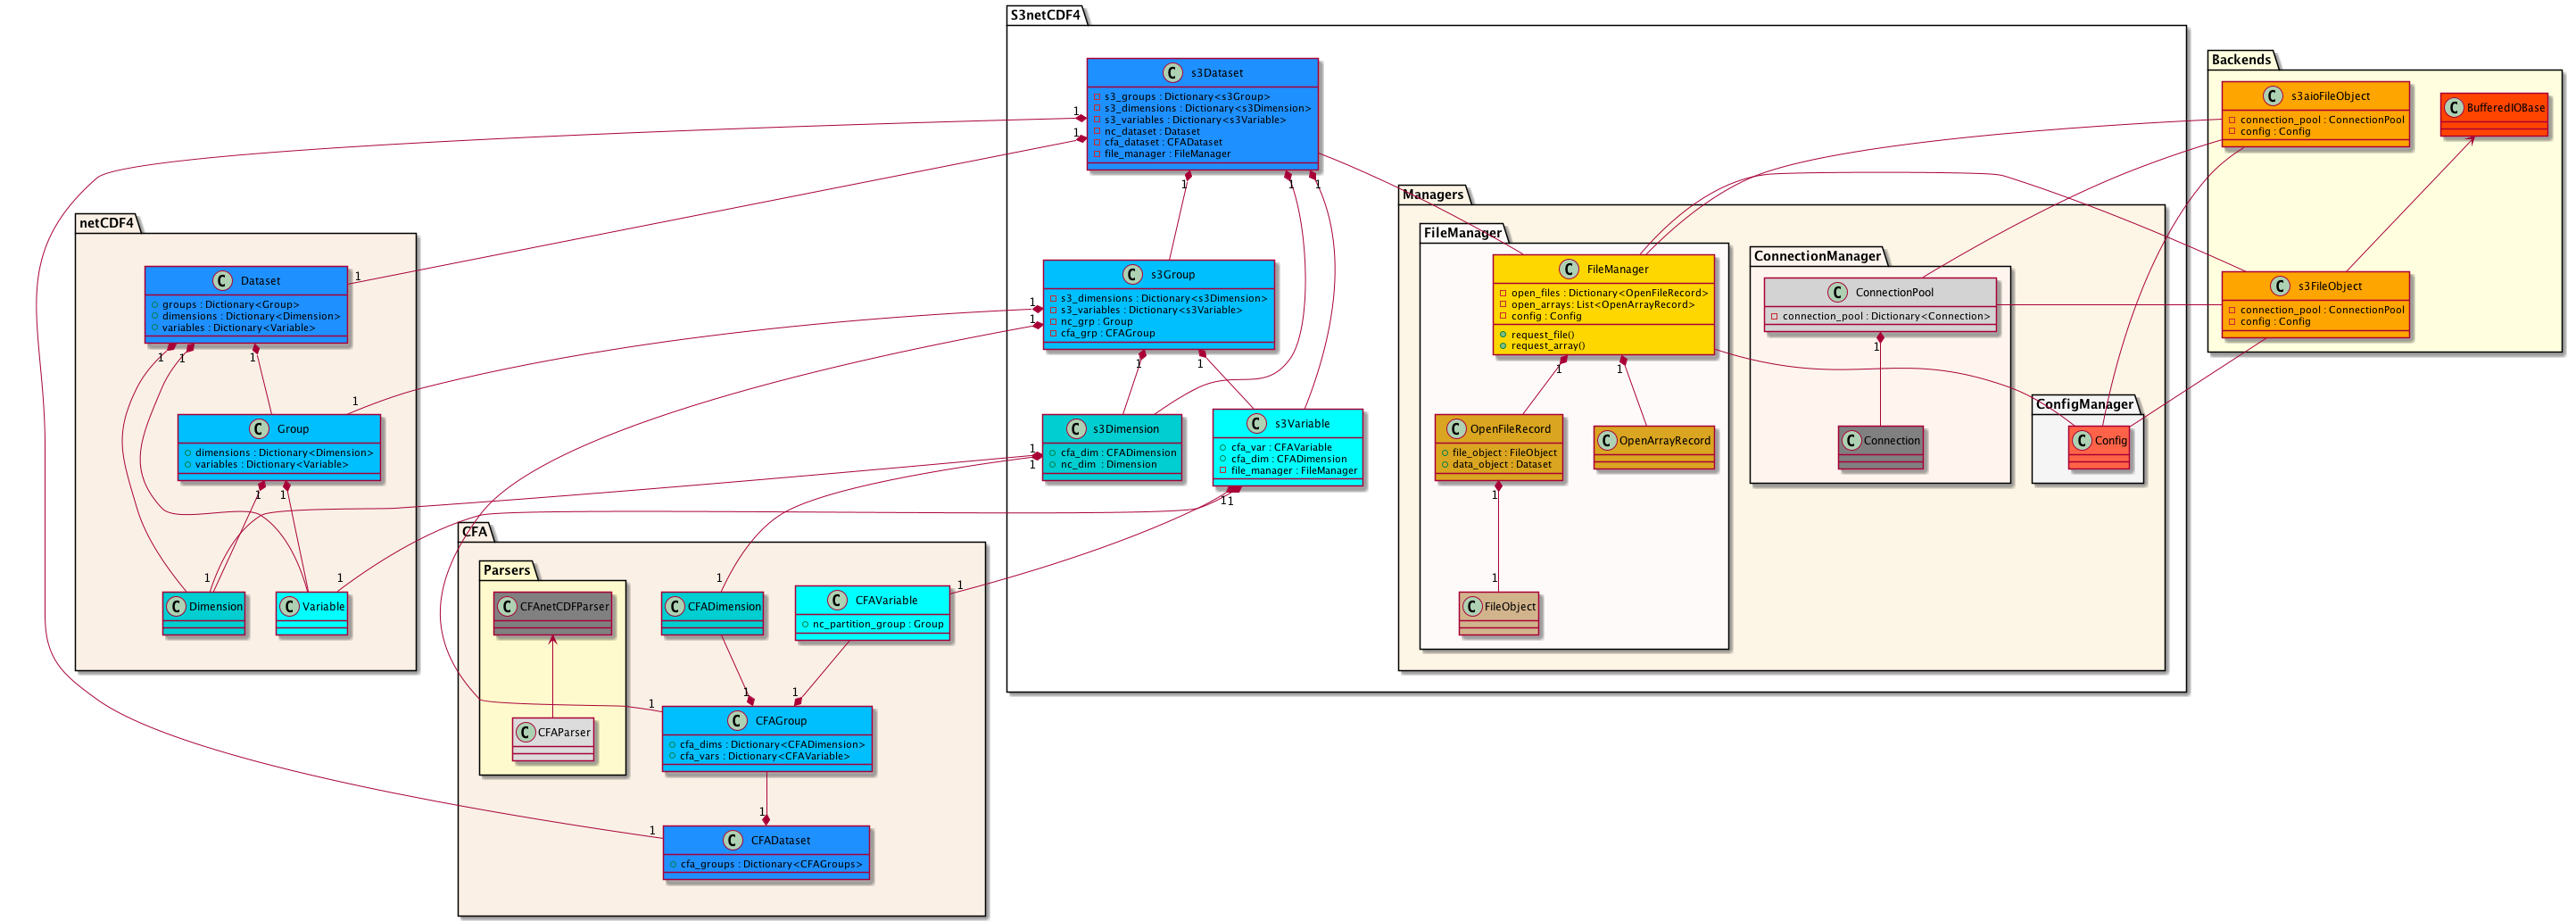 S3netCDF4
C s3Dataset
s3_groups : Dictionary<s3Group>
s3_dimensions : Dictionary<s3Dimension>
s3_variables : Dictionary<s3Variable>
nc_dataset : Dataset
cfa_dataset : CFADataset
file_manager : FileManager
1
1
1
1
1
C s3Group
s3_dimensions : Dictionary<s3Dimension>
s3_variables : Dictionary<s3Variable>
nc_grp : Group
cfa_grp : CFAGroup
1
1
1
1
C s3Dimension
cfa_dim : CFADimension
nc_dim : Dimension
1
1
C s3Variable
cfa_var : CFAVariable
cfa_dim : CFADimension
file_manager : FileManager
1
1
Managers
FileManager
C FileManager
open_files : Dictionary<OpenFileRecord>
open_arrays: List<OpenArrayRecord>
config : Config
request_file()
request_array()
1
1
C OpenFileRecord
file_object : FileObject
data_object : Dataset
1
C OpenArrayRecord
1
C FileObject
ConnectionManager
C ConnectionPool
connection_pool : Dictionary<Connection>
1
C Connection
ConfigManager
C Config
Backends
C s3aioFileObject
connection_pool : ConnectionPool
config : Config
C BufferedIOBase
C s3FileObject
connection_pool : ConnectionPool
config : Config
netCDF4
C Dataset
groups : Dictionary<Group>
dimensions : Dictionary<Dimension>
variables : Dictionary<Variable>
1
1
1
1
1
C Group
dimensions : Dictionary<Dimension>
variables : Dictionary<Variable>
1
1
1
C Dimension
1
C Variable
CFA
Parsers
C CFAnetCDFParser
C CFAParser
1
C CFADimension
1
C CFAVariable
nc_partition_group : Group
1
1
1
C CFAGroup
cfa_dims : Dictionary<CFADimension>
cfa_vars : Dictionary<CFAVariable>
1
1
C CFADataset
cfa_groups : Dictionary<CFAGroups>